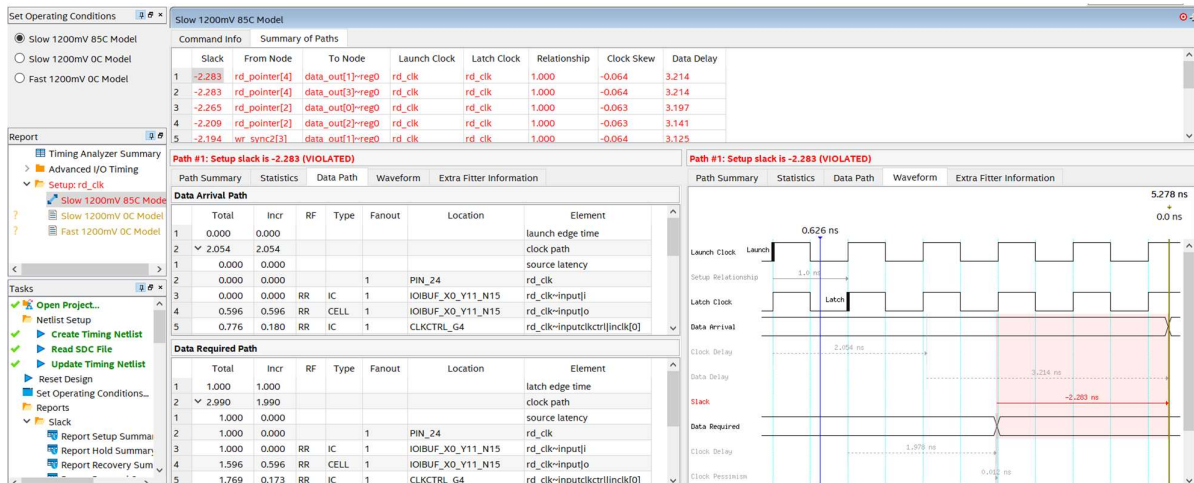 Set Operating Conditions
Slow 1200mV 85C Model
Slow 1200mV 0C Model
Fast 1200mV 0C Model
Report
Timing Analyzer Summary
Advanced I/O Timing
Setup: rd_clk
Slow 1200mV 85C Mode
? Slow 1200mV 0C Model
? Fast 1200mV 0C Model
Tasks
Open Project...
Netlist Setup
Create Timing Netlist
Read SDC File
Update Timing Netlist
Reset Design
Set Operating Conditions...
Reports
Slack
Report Setup Summar
Report Hold Summary
Report Recovery Sum
Slow 1200mV 85C Model
Command Info Summary of Paths
Slack From Node To Node Launch Clock Latch Clock Relationship Clock Skew Data Delay
1 -2.283 rd_pointer[4] data_out[1]~reg0 rd_clk rd_clk 1.000 -0.064 3.214
2 -2.283 rd_pointer[4] data_out[3]~reg0 rd_clk rd_clk 1.000 -0.064 3.214
3 -2.265 rd_pointer[2] data_out[0]~reg0 rd_clk rd_clk 1.000 -0.063 3.197
4 -2.209 rd_pointer[2] data_out[2]~reg0 rd_clk rd_clk 1.000 -0.063 3.141
5 -2.194 wr_sync2[3] data_out[1]~reg0 rd_clk rd_clk 1.000 -0.064 3.125
Path #1: Setup slack is -2.283 (VIOLATED)
Path Summary Statistics Data Path Waveform Extra Fitter Information
Data Arrival Path
Total Incr RF Type Fanout Location Element
1 0.000 0.000 launch edge time
2 2.054 2.054 clock path
1 0.000 0.000 source latency
2 0.000 0.000 1 PIN_24 rd_clk
3 0.000 0.000 RR IC 1 IOIBUF_X0_Y11_N15 rd_clk~input|i
4 0.596 0.596 RR CELL 1 IOIBUF_X0_Y11_N15 rd_clk~input|o
5 0.776 0.180 RR IC 1 CLKCTRL_G4 rd_clk~inputclkctrl|inclk[0]
Data Required Path
Total Incr RF Type Fanout Location Element
1 1.000 1.000 latch edge time
2 2.990 1.990 clock path
1 1.000 0.000 source latency
2 1.000 0.000 1 PIN_24 rd_clk
3 1.000 0.000 RR IC 1 IOIBUF_X0_Y11_N15 rd_clk~input|i
4 1.596 0.596 RR CELL 1 IOIBUF_X0_Y11_N15 rd_clk~input|o
5 1.769 0.173 RR IC 1 CLKCTRL_G4 rd_clk~inputclkctrl|inclk[0]
Path #1: Setup slack is -2.283 (VIOLATED)
Path Summary Statistics Data Path Waveform Extra Fitter Information
5.278 ns
0.0 ns
0.626 ns
Launch Clock Launch
Setup Relationship 1.0 ns
Latch Clock Latch
Data Arrival
Clock Delay 2.054 ns
Data Delay 3.214 ns
Slack -2.283 ns
Data Required
Clock Delay 1.978 ns
Clock Pessimism 0.012 ns